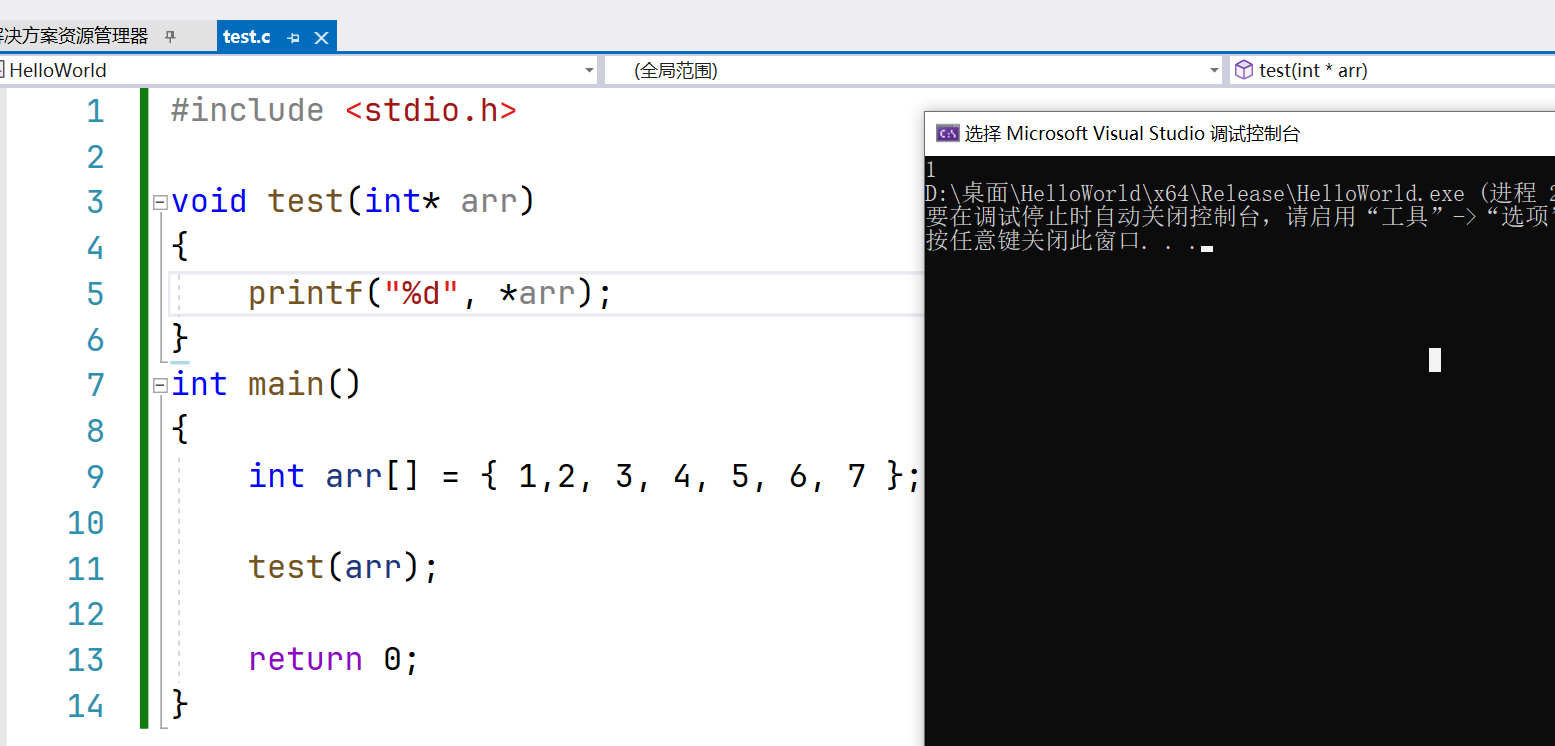 决方案资源管理器
test.c
HelloWorld
(全局范围)
test(int * arr)
1 #include <stdio.h>
2
3 void test(int* arr)
4 {
5 printf("%d", *arr);
6 }
7 int main()
8 {
9 int arr[] = { 1,2, 3, 4, 5, 6, 7 };
10
11 test(arr);
12
13 return 0;
14 }
C:\ 选择 Microsoft Visual Studio 调试控制台
1
D:\桌面\HelloWorld\x64\Release\HelloWorld.exe (进程 2
要在调试停止时自动关闭控制台，请启用“工具”->“选项”
按任意键关闭此窗口. . .